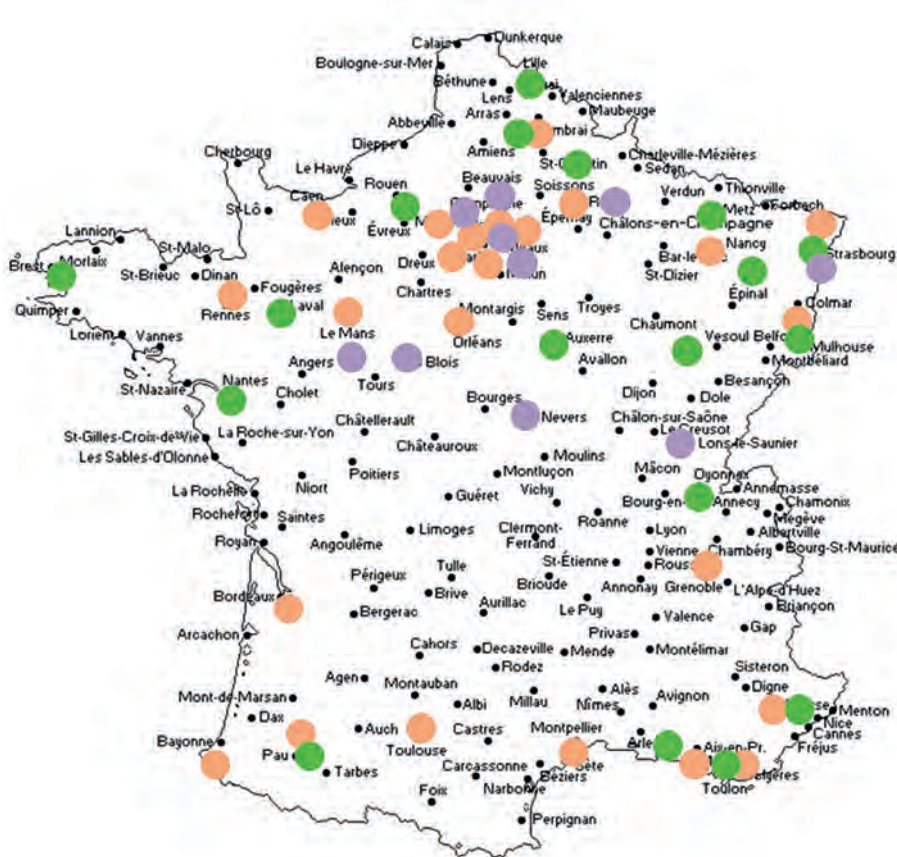 Dunkerque
Calais
Boulogne-sur-Mer
Lille
Béthune
Lens
Valenciennes
Arras
Maubeuge
Abbeville
Dieppe
Amiens
Charleville-Mézières
Sedan
Cherbourg
Le Havre
Beauvais
Soissons
Verdun
Thionville
Rouen
Caen
Metz
St-Lô
Épernay
Châlons-en-Champagne
Évreux
Lannion
Nancy
St-Malo
Strasbourg
Brest
Morlaix
St-Brieuc
Dinan
Dreux
St-Dizier
Alençon
Chartres
Fougères
Laval
Quimper
Rennes
Montargis
Sens
Troyes
Épinal
Colmar
Lorient
Vannes
Le Mans
Orléans
Auxerre
Chaumont
Vesoul
Mulhouse
Montbéliard
Angers
Blois
Avallon
St-Nazaire
Nantes
Cholet
Tours
Dijon
Besançon
Dole
Bourges
Nevers
Châlon-sur-Saône
Le Creusot
Châtellerault
St-Gilles-Croix-de-Vie
La Roche-sur-Yon
Châteauroux
Lons-le-Saunier
Les Sables-d'Olonne
Moulins
Poitiers
Montluçon
Mâcon
Oyonnax
Niort
Vichy
Annemasse
La Rochelle
Guéret
Annecy
Chamonix
Rochefort
Roanne
Megève
Saintes
Limoges
Clermont-
Ferrand
Lyon
Albertville
Royan
Angoulême
Vienne
Chambéry
Bourg-St-Maurice
St-Étienne
Périgueux
Tulle
Brioude
Annonay
Grenoble
L'Alpe-d'Huez
Bordeaux
Brive
Aurillac
Le Puy
Valence
Briançon
Bergerac
Privas
Gap
Arcachon
Cahors
Decazeville
Mende
Montélimar
Rodez
Sisteron
Agen
Montauban
Millau
Alès
Digne
Mont-de-Marsan
Albi
Nîmes
Avignon
Menton
Dax
Auch
Castres
Montpellier
Nice
Bayonne
Toulouse
Aix-en-Pr.
Cannes
Fréjus
Pau
Tarbes
Carcassonne
Béziers
Sète
Narbonne
Toulon
Foix
Perpignan